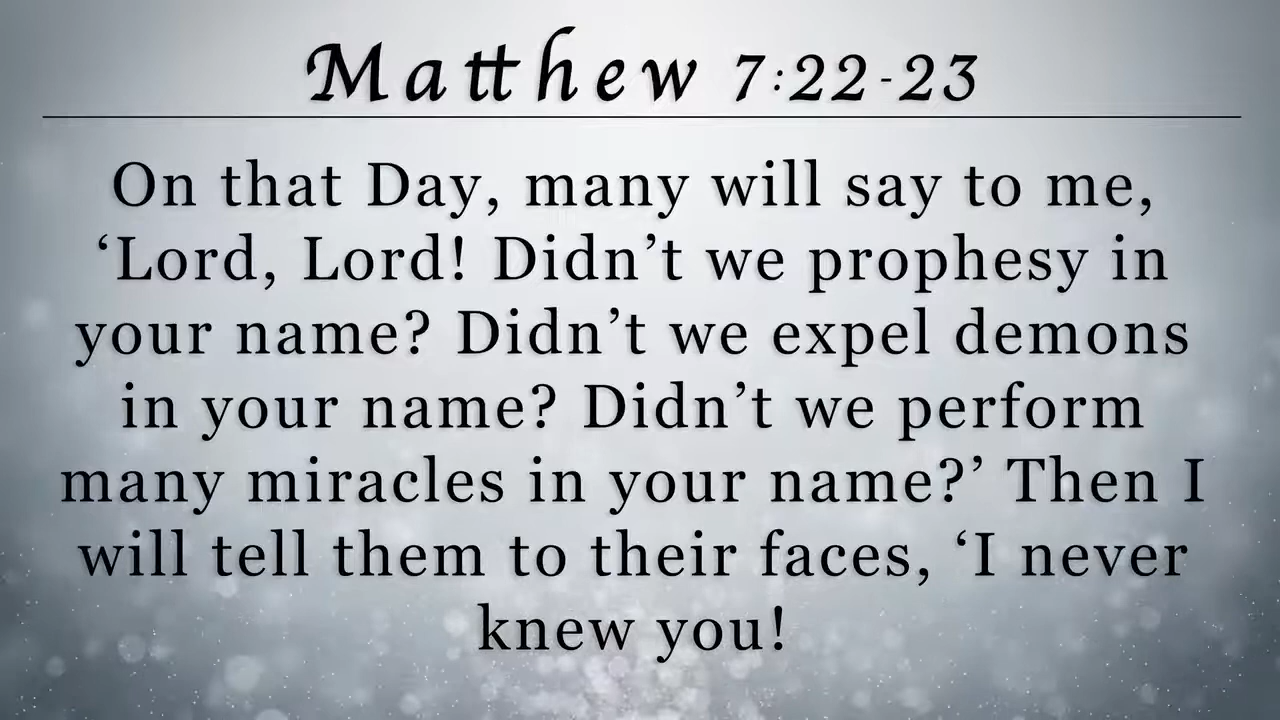 Matthew 7:22-23
On that Day, many will say to me,
‘Lord, Lord! Didn’t we prophesy in
your name? Didn’t we expel demons
in your name? Didn’t we perform
many miracles in your name?’ Then I
will tell them to their faces, ‘I never
knew you!